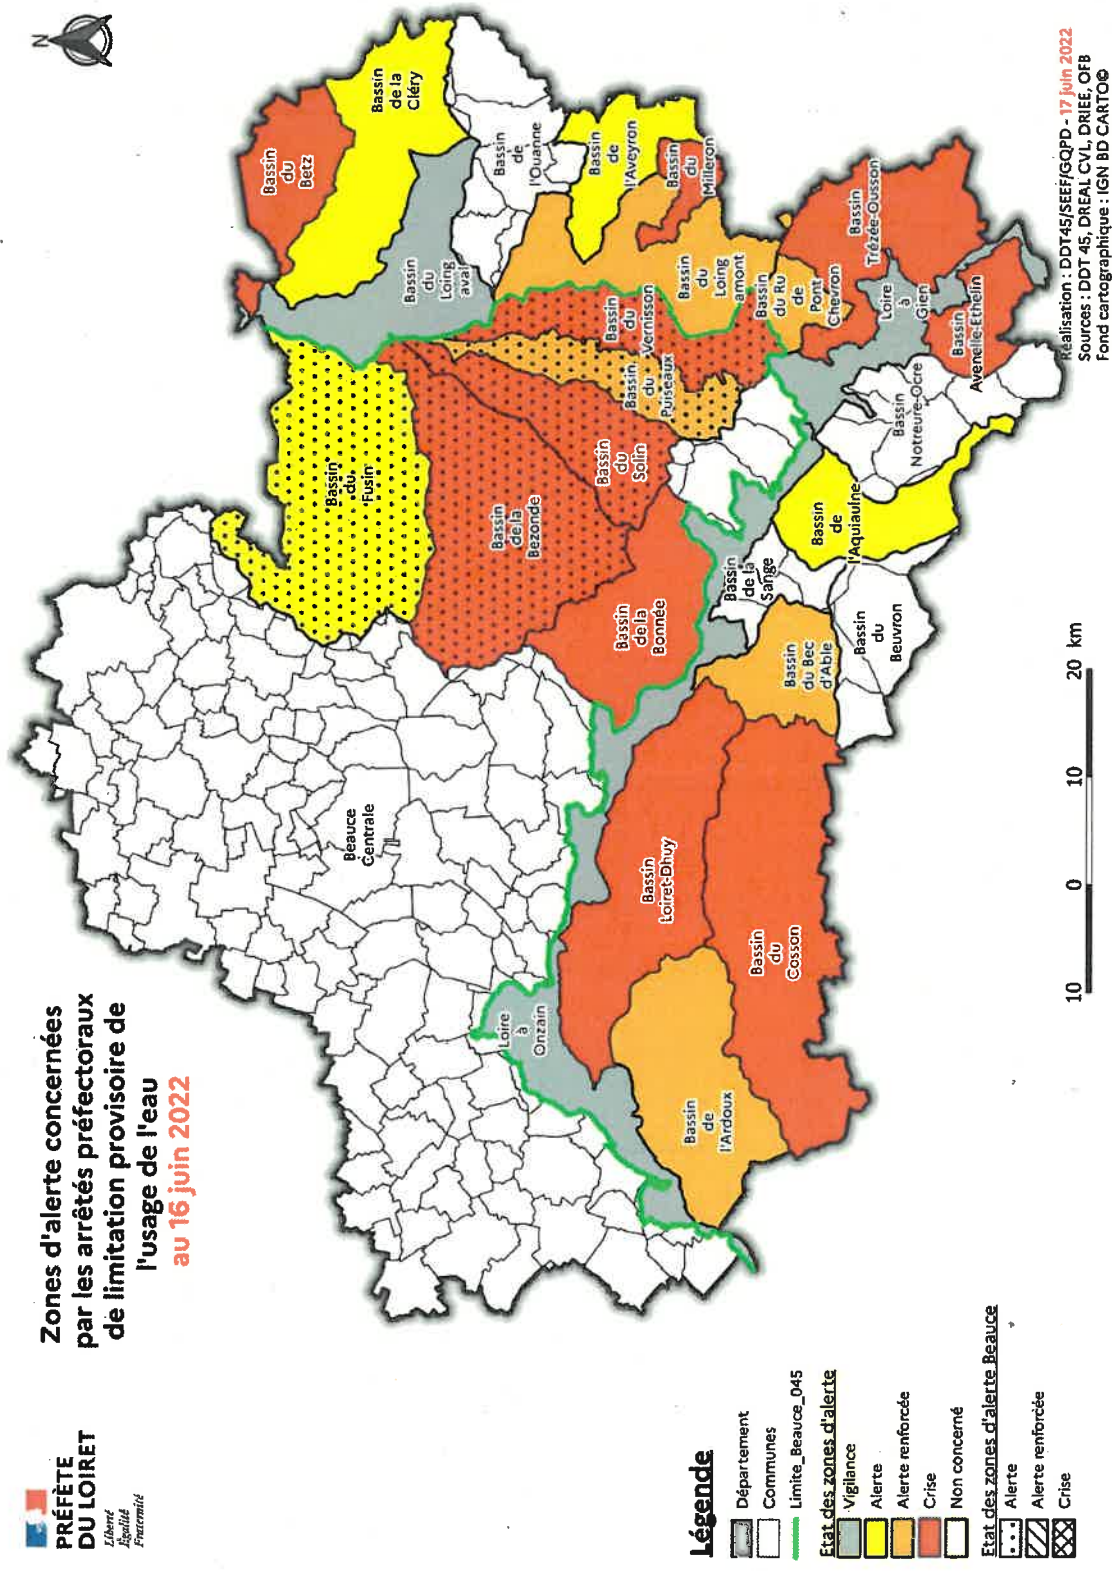 PRÉFÈTE
DU LOIRET
Liberté
Égalité
Fraternité
Zones d'alerte concernées
par les arrêtés préfectoraux
de limitation provisoire de
l'usage de l'eau
au 16 juin 2022
N
Bassin
du
Betz
Bassin
de la
Cléry
Bassin
du
Loing
aval
Bassin
de
l'Ouanne
Bassin
de
l'Aveyron
Bassin
du
Milleron
Bassin
du
Loing
amont
Bassin
du Ru
de
Pont
Chevron
Bassin
Trézée-Ousson
Loire
à
Gien
Bassin
Avenelle-Ethelin
Bassin
Notreure-Ocre
Bassin
du
Vernisson
Bassin
du
Puiseaux
Bassin
du
Solin
Bassin
du
Fusin
Bassin
de la
Bezonde
Bassin
de la
Bonnée
Bassin
de la
Sange
Bassin
de
l'Aquiaulne
Bassin
du
Beuvron
Bassin
du Bec
d'Able
Beauce
Centrale
Bassin
Loiret-Dhuy
Bassin
du
Cosson
Loire
à
Onzain
Bassin
de
l'Ardoux
Légende
Département
Communes
Limite_Beauce_045
Etat des zones d'alerte
Vigilance
Alerte
Alerte renforcée
Crise
Non concerné
Etat des zones d'alerte Beauce
Alerte
Alerte renforcée
Crise
10 0 10 20 km
Réalisation : DDT45/SEEF/GQPD - 17 juin 2022
Sources : DDT 45, DREAL CVL, DRIEE, OFB
Fond cartographique : IGN BD CARTO©